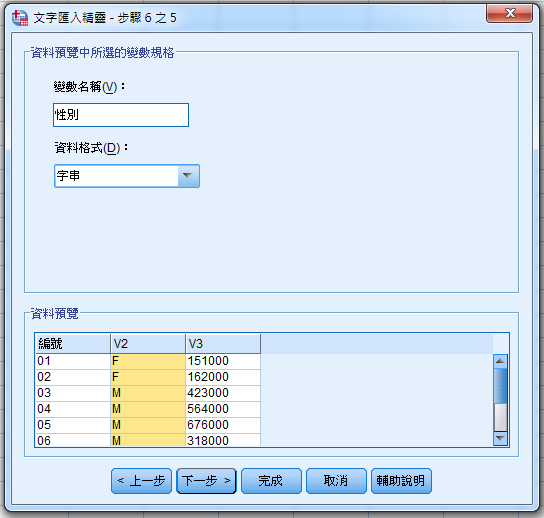 文字匯入精靈 - 步驟 6 之 5
資料預覽中所選的變數規格
變數名稱(V)：
性別
資料格式(D)：
字串
資料預覽
編號 V2 V3
01 F 151000
02 F 162000
03 M 423000
04 M 564000
05 M 676000
06 M 318000
< 上一步 下一步 > 完成 取消 輔助說明